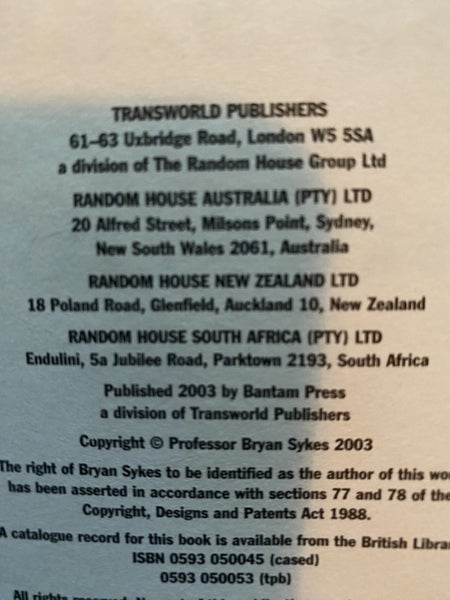 TRANSWORLD PUBLISHERS
61–63 Uxbridge Road, London W5 5SA
a division of The Random House Group Ltd
RANDOM HOUSE AUSTRALIA (PTY) LTD
20 Alfred Street, Milsons Point, Sydney,
New South Wales 2061, Australia
RANDOM HOUSE NEW ZEALAND LTD
18 Poland Road, Glenfield, Auckland 10, New Zealand
RANDOM HOUSE SOUTH AFRICA (PTY) LTD
Endulini, 5a Jubilee Road, Parktown 2193, South Africa
Published 2003 by Bantam Press
a division of Transworld Publishers
Copyright © Professor Bryan Sykes 2003
The right of Bryan Sykes to be identified as the author of this wo
has been asserted in accordance with sections 77 and 78 of the
Copyright, Designs and Patents Act 1988.
A catalogue record for this book is available from the British Libra
ISBN 0593 050045 (cased)
0593 050053 (tpb)
All rights reserved.